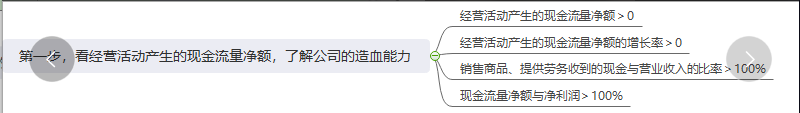 第一步，看经营活动产生的现金流量净额，了解公司的造血能力
经营活动产生的现金流量净额＞0
经营活动产生的现金流量净额的增长率＞0
销售商品、提供劳务收到的现金与营业收入的比率＞100%
现金流量净额与净利润＞100%